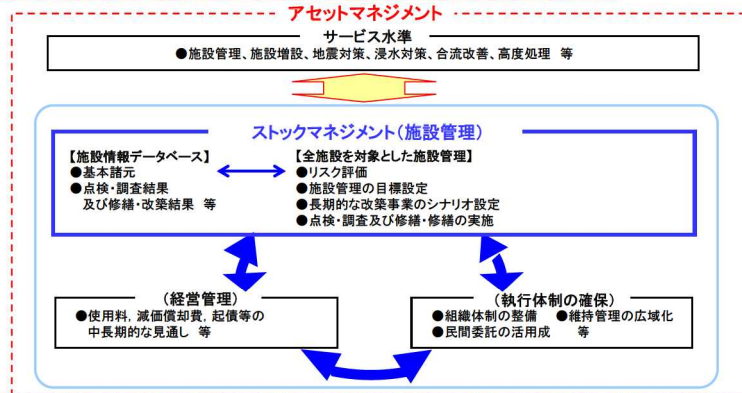 アセットマネジメント
サービス水準
●施設管理、施設増設、地震対策、浸水対策、合流改善、高度処理 等
ストックマネジメント(施設管理)
【施設情報データベース】
●基本諸元
●点検・調査結果
及び修繕・改築結果 等
【全施設を対象とした施設管理】
●リスク評価
●施設管理の目標設定
●長期的な改築事業のシナリオ設定
●点検・調査及び修繕・修繕の実施
(経営管理)
●使用料, 減価償却費, 起債等の
中長期的な見通し 等
(執行体制の確保)
●組織体制の整備 ●維持管理の広域化
●民間委託の活用成 等